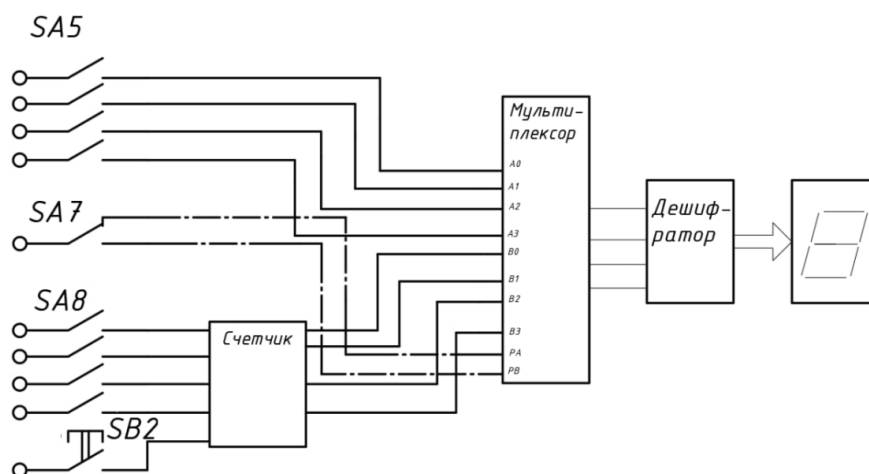 SA5
Мульти-
плексор
A0
A1
A2
A3
B0
B1
B2
B3
PA
PB
Дешиф-
ратор
SA7
SA8
Счетчик
SB2